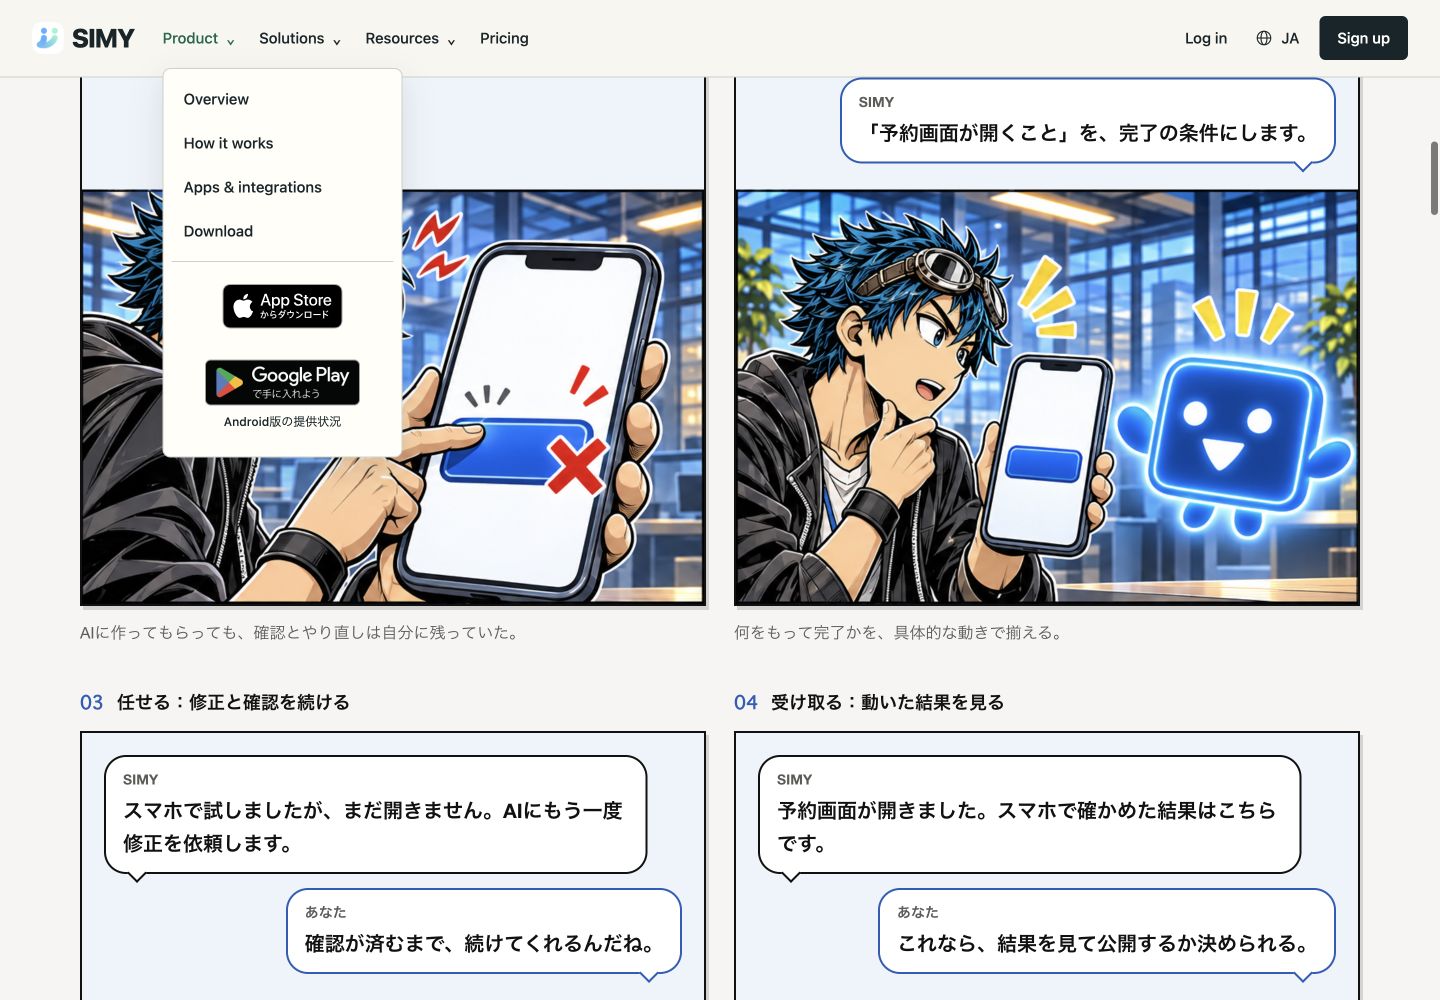 SIMY
Product
Solutions
Resources
Pricing
Log in
JA
Sign up
Overview
How it works
Apps & integrations
Download
App Store
からダウンロード
Google Play
で手に入れよう
Android版の提供状況
SIMY
「予約画面が開くこと」を、完了の条件にします。
AIに作ってもらっても、確認とやり直しは自分に残っていた。
何をもって完了かを、具体的な動きで揃える。
03 任せる：修正と確認を続ける
SIMY
スマホで試しましたが、まだ開きません。AIにもう一度
修正を依頼します。
あなた
確認が済むまで、続けてくれるんだね。
04 受け取る：動いた結果を見る
SIMY
予約画面が開きました。スマホで確かめた結果はこちら
です。
あなた
これなら、結果を見て公開するか決められる。